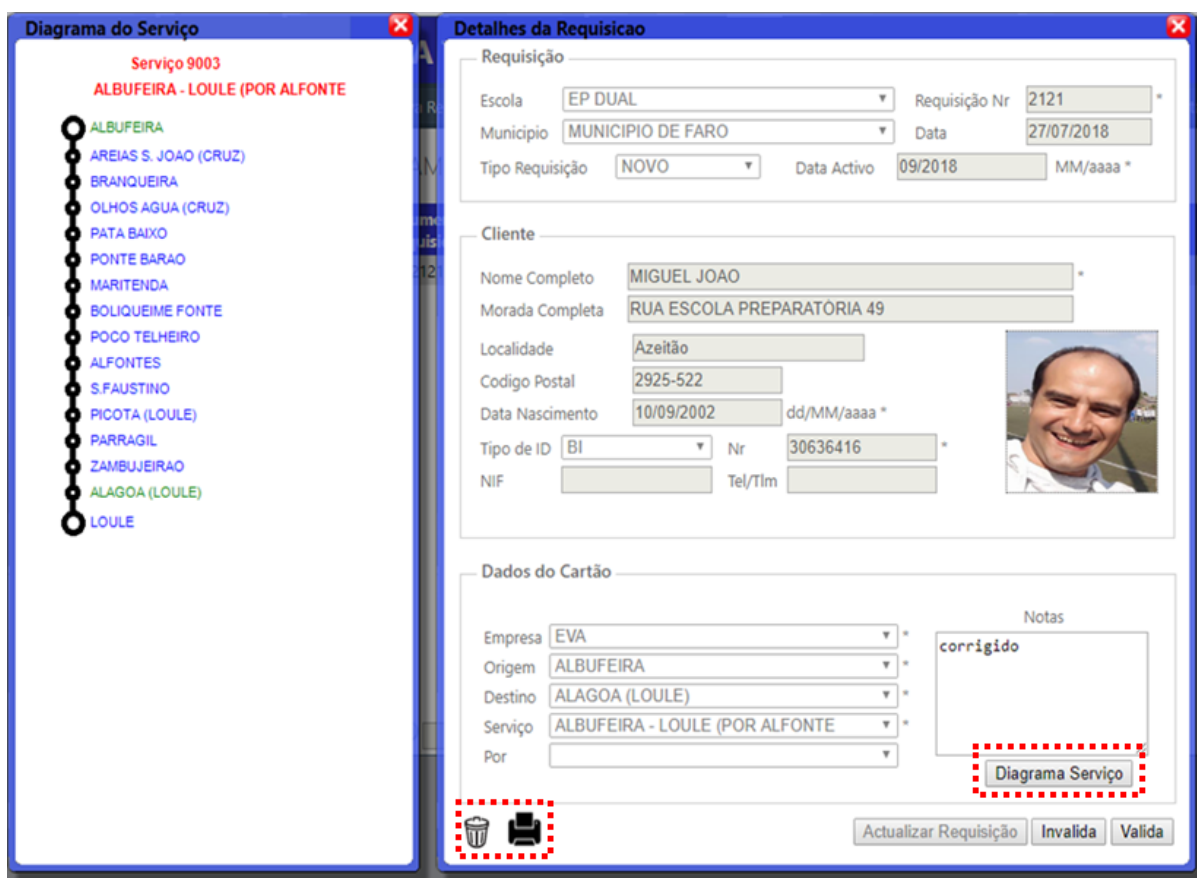 Diagrama do Serviço
Serviço 9003
ALBUFEIRA - LOULE (POR ALFONTE
ALBUFEIRA
AREIAS S. JOAO (CRUZ)
BRANQUEIRA
OLHOS AGUA (CRUZ)
PATA BAIXO
PONTE BARAO
MARITENDA
BOLIQUEIME FONTE
POCO TELHEIRO
ALFONTES
S.FAUSTINO
PICOTA (LOULE)
PARRAGIL
ZAMBUJEIRAO
ALAGOA (LOULE)
LOULE
Detalhes da Requisicao
Requisição
Escola EP DUAL Requisição Nr 2121 *
Municipio MUNICIPIO DE FARO Data 27/07/2018
Tipo Requisição NOVO Data Activo 09/2018 MM/aaaa *
Cliente
Nome Completo MIGUEL JOAO *
Morada Completa RUA ESCOLA PREPARATÓRIA 49
Localidade Azeitão
Codigo Postal 2925-522
Data Nascimento 10/09/2002 dd/MM/aaaa *
Tipo de ID BI Nr 30636416 *
NIF Tel/Tlm
Dados do Cartão
Notas
Empresa EVA * corrigido
Origem ALBUFEIRA *
Destino ALAGOA (LOULE) *
Serviço ALBUFEIRA - LOULE (POR ALFONTE *
Por
Diagrama Serviço
Actualizar Requisição Invalida Valida